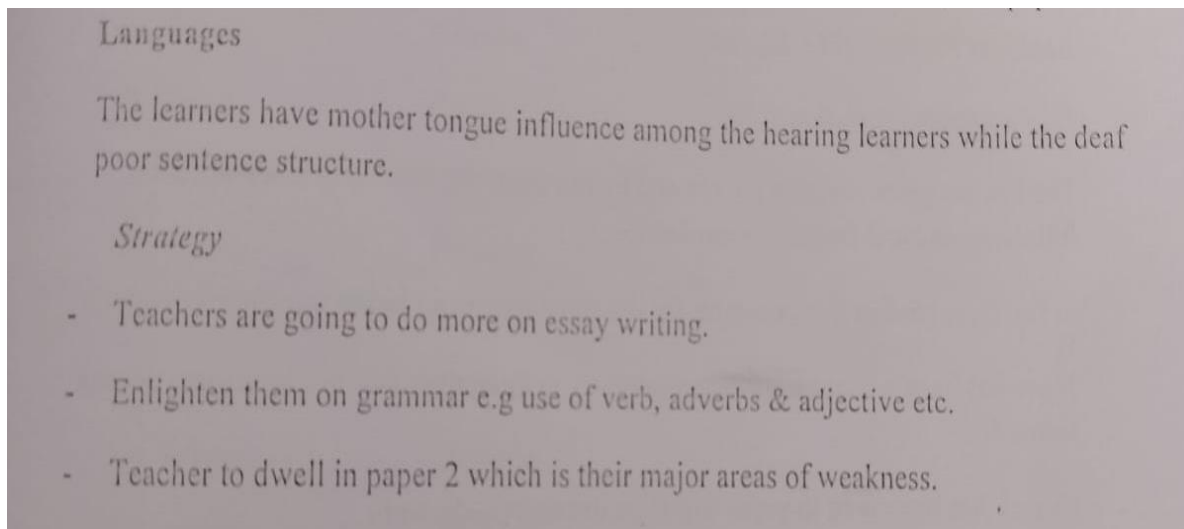 Languages
The learners have mother tongue influence among the hearing learners while the deaf
poor sentence structure.
Strategy
- Teachers are going to do more on essay writing.
- Enlighten them on grammar e.g use of verb, adverbs & adjective etc.
- Teacher to dwell in paper 2 which is their major areas of weakness.